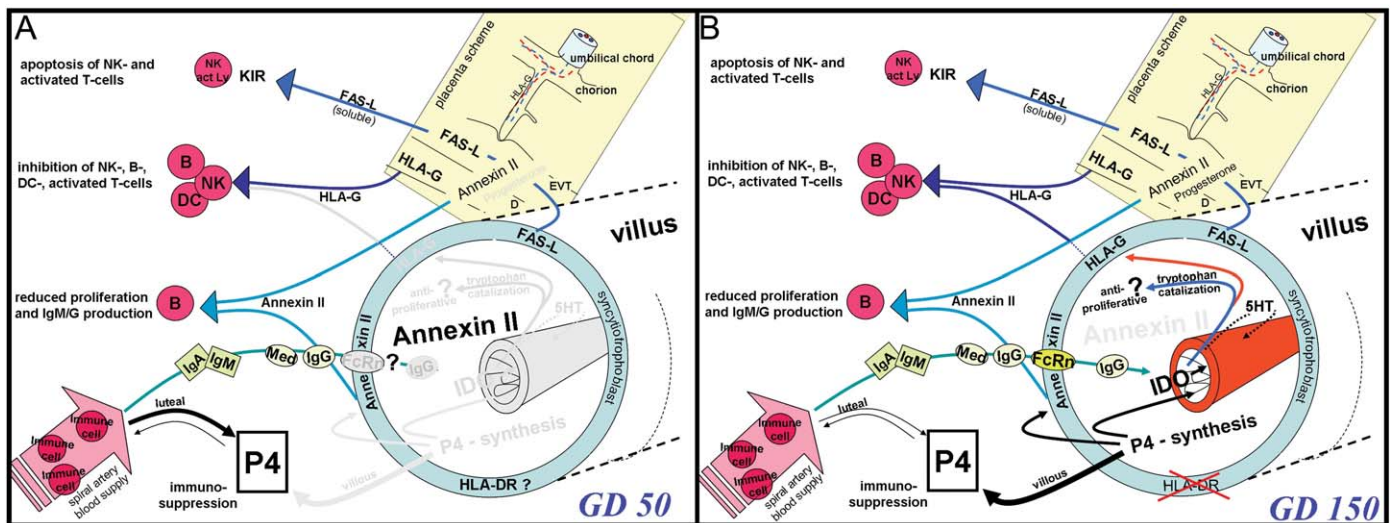 A
apoptosis of NK- and
activated T-cells
NK
act Ly
KIR
FAS-L
(soluble)
placenta scheme
umbilical chord
HLA-G
chorion
FAS-L
HLA-G
Annexin II
Progesterone
D
EVT
inhibition of NK-, B-,
DC-, activated T-cells
B
NK
DC
HLA-G
villus
FAS-L
HLA-G
syncytiotrophoblast
reduced proliferation
and IgM/G production
B
Annexin II
anti-
proliferative
?
tryptophan
catalization
5HT
Annexin II
Annexin II
IgA
IgM
Med
IgG
FcRn
?
IgG
IDO
P4 - synthesis
Immune
cell
Immune
cell
Immune
cell
spiral artery
blood supply
luteal
P4
immuno-
suppression
villous
HLA-DR ?
GD 50
B
apoptosis of NK- and
activated T-cells
NK
act Ly
KIR
FAS-L
(soluble)
placenta scheme
umbilical chord
HLA-G
chorion
FAS-L
HLA-G
Annexin II
Progesterone
D
EVT
inhibition of NK-, B-,
DC-, activated T-cells
B
NK
DC
HLA-G
villus
FAS-L
HLA-G
syncytiotrophoblast
reduced proliferation
and IgM/G production
B
Annexin II
anti-
proliferative
?
tryptophan
catalization
5HT
Annexin II
Annexin II
IgA
IgM
Med
IgG
FcRn
IgG
IDO
P4 - synthesis
Immune
cell
Immune
cell
Immune
cell
spiral artery
blood supply
luteal
P4
immuno-
suppression
villous
HLA-DR
GD 150